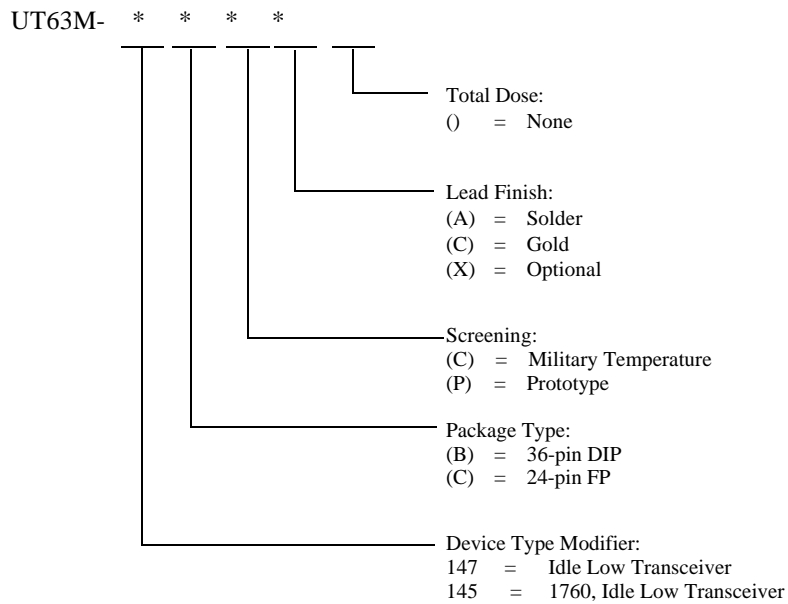 UT63M- * * * *
Total Dose:
() = None
Lead Finish:
(A) = Solder
(C) = Gold
(X) = Optional
Screening:
(C) = Military Temperature
(P) = Prototype
Package Type:
(B) = 36-pin DIP
(C) = 24-pin FP
Device Type Modifier:
147 = Idle Low Transceiver
145 = 1760, Idle Low Transceiver